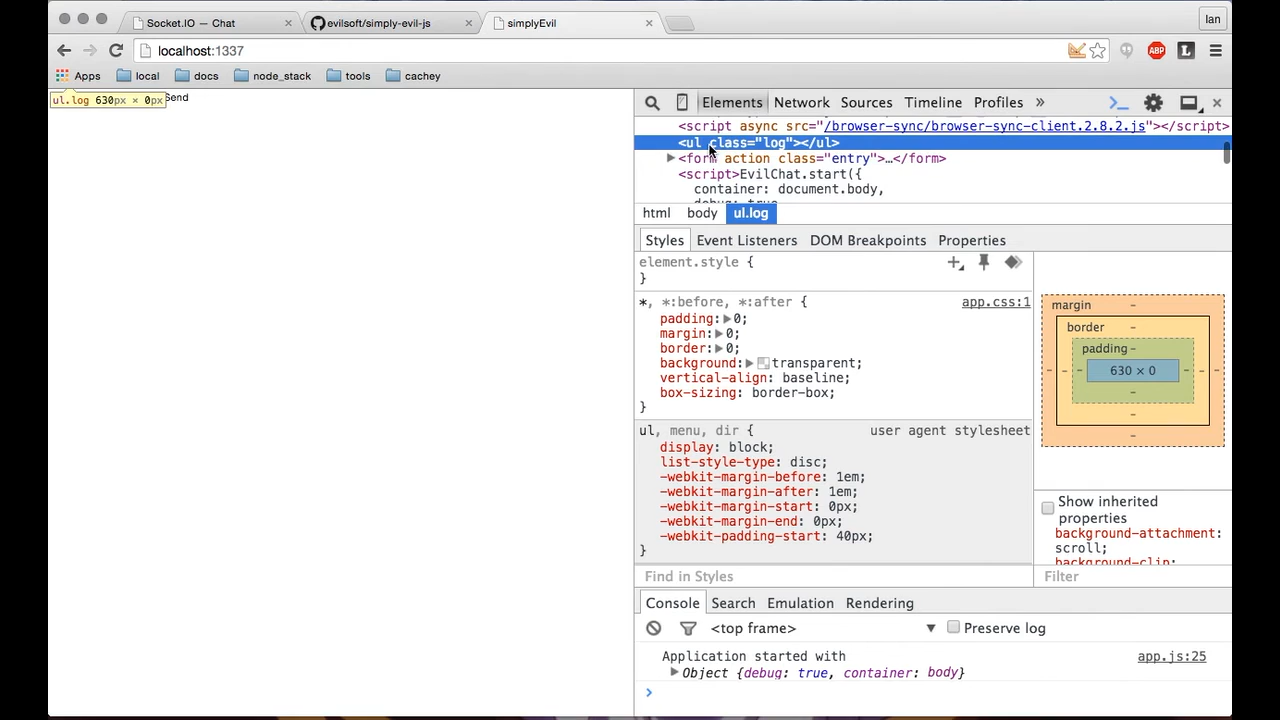 Socket.IO — Chat
evilsoft/simply-evil-js
simplyEvil
Ian
localhost:1337
ABP
L
Apps
local
docs
node_stack
tools
cachey
ul.log 630px × 0px
Send
Elements Network Sources Timeline Profiles »
<script async src="/browser-sync/browser-sync-client.2.8.2.js"></script>
<ul class="log"></ul>
<form action class="entry">…</form>
<script>EvilChat.start({
container: document.body,
debug: true
html body ul.log
Styles Event Listeners DOM Breakpoints Properties
element.style {
}
*, *:before, *:after { app.css:1
padding: 0;
margin: 0;
border: 0;
background: transparent;
vertical-align: baseline;
box-sizing: border-box;
}
ul, menu, dir { user agent stylesheet
display: block;
list-style-type: disc;
-webkit-margin-before: 1em;
-webkit-margin-after: 1em;
-webkit-margin-start: 0px;
-webkit-margin-end: 0px;
-webkit-padding-start: 40px;
}
Find in Styles
margin –
border –
padding –
– – – 630 × 0 – – –
–
–
–
Show inherited
properties
background-attachment:
scroll;
background-clip:
Filter
Console Search Emulation Rendering
<top frame> Preserve log
Application started with app.js:25
Object {debug: true, container: body}
>